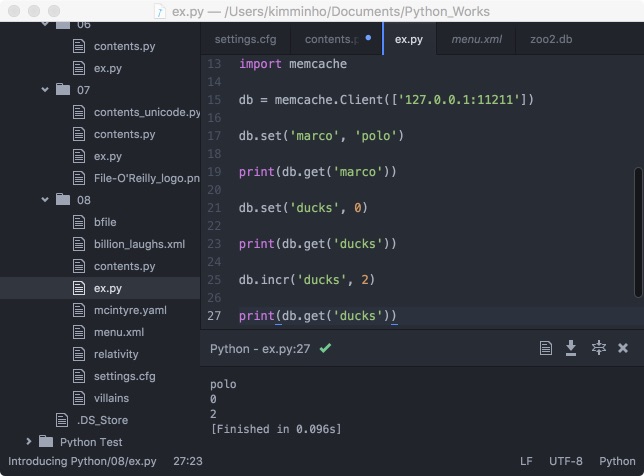 ex.py — /Users/kimminho/Documents/Python_Works
06
contents.py
ex.py
07
contents_unicode.py
contents.py
ex.py
File-O'Reilly_logo.pn
08
bfile
billion_laughs.xml
contents.py
ex.py
mcintyre.yaml
menu.xml
relativity
settings.cfg
villains
.DS_Store
Python Test
settings.cfg contents.p ex.py menu.xml zoo2.db
13 import memcache
14
15 db = memcache.Client(['127.0.0.1:11211'])
16
17 db.set('marco', 'polo')
18
19 print(db.get('marco'))
20
21 db.set('ducks', 0)
22
23 print(db.get('ducks'))
24
25 db.incr('ducks', 2)
26
27 print(db.get('ducks'))
Python - ex.py:27
polo
0
2
[Finished in 0.096s]
Introducing Python/08/ex.py 27:23 LF UTF-8 Python